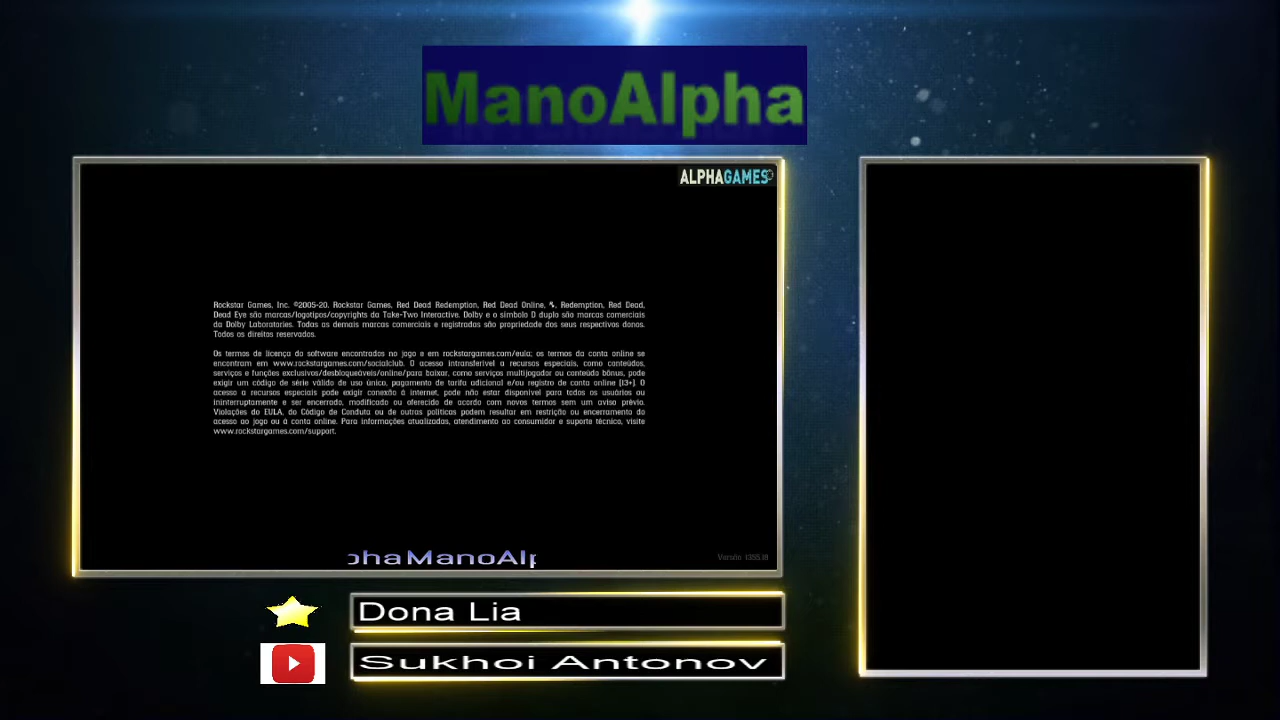 ManoAlpha
ALPHAGAMES
Rockstar Games, Inc. ©2005-20. Rockstar Games, Red Dead Redemption, Red Dead Online, Redemption, Red Dead,
Dead Eye são marcas/logotipos/copyrights da Take-Two Interactive. Dolby e o símbolo D duplo são marcas comerciais
da Dolby Laboratories. Todas as demais marcas comerciais e registradas são propriedade dos seus respectivos donos.
Todos os direitos reservados.
Os termos de licença do software encontrados no jogo e em rockstargames.com/eula; os termos da conta online se
encontram em www.rockstargames.com/socialclub. O acesso intransferível a recursos especiais, como conteúdos,
serviços e funções exclusivos/desbloqueáveis/online/para baixar, como serviços multijogador ou conteúdo bônus, pode
exigir um código de série válido de uso único, pagamento de tarifa adicional e/ou registro de conta online (13+). O
acesso a recursos especiais pode exigir conexão à internet, pode não estar disponível para todos os usuários ou
ininterruptamente e ser encerrado, modificado ou oferecido de acordo com novos termos sem um aviso prévio.
Violações do EULA, do Código de Conduta ou de outras políticas podem resultar em restrição ou encerramento do
acesso ao jogo ou à conta online. Para informações atualizadas, atendimento ao consumidor e suporte técnico, visite
www.rockstargames.com/support.
phaManoAlp
Versão 1355.18
Dona Lia
Sukhoi Antonov